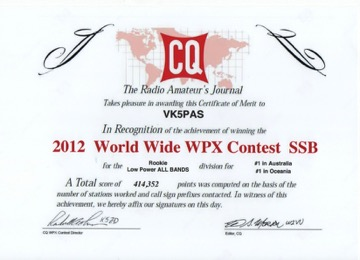 CQ
The Radio Amateur's Journal
Takes pleasure in awarding this Certificate of Merit to
VK5PAS
In Recognition of the achievement of winning the
2012 World Wide WPX Contest SSB
for the Rookie Low Power ALL BANDS division for #1 in Australia #1 in Oceania
A Total score of 414,352 points was computed on the basis of the
number of stations worked and call sign prefixes contacted. In witness of this
achievement, we hereby affix our signatures on this day.
CQ WPX Contest Director
Editor, CQ